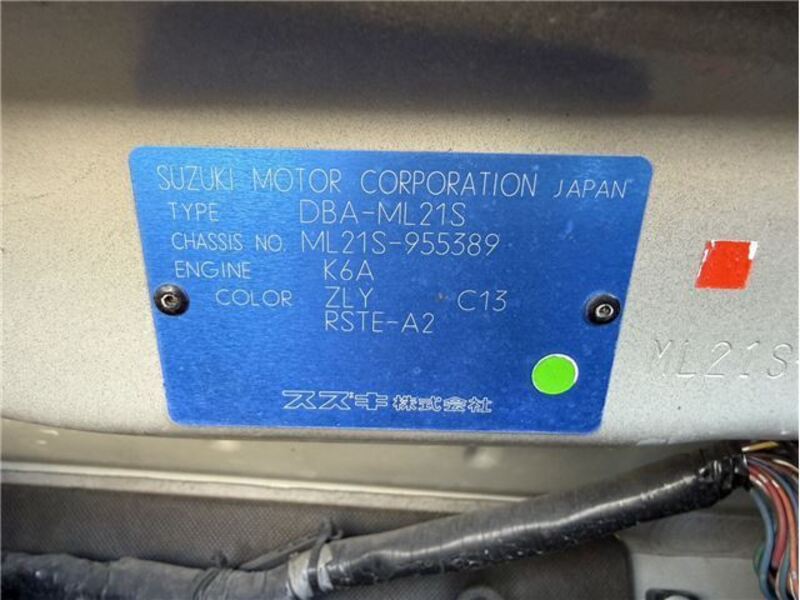 SUZUKI MOTOR CORPORATION JAPAN
TYPE DBA-ML21S
CHASSIS NO. ML21S-955389
ENGINE K6A
COLOR ZLY C13
RSTE-A2
スズキ株式会社
ML21S